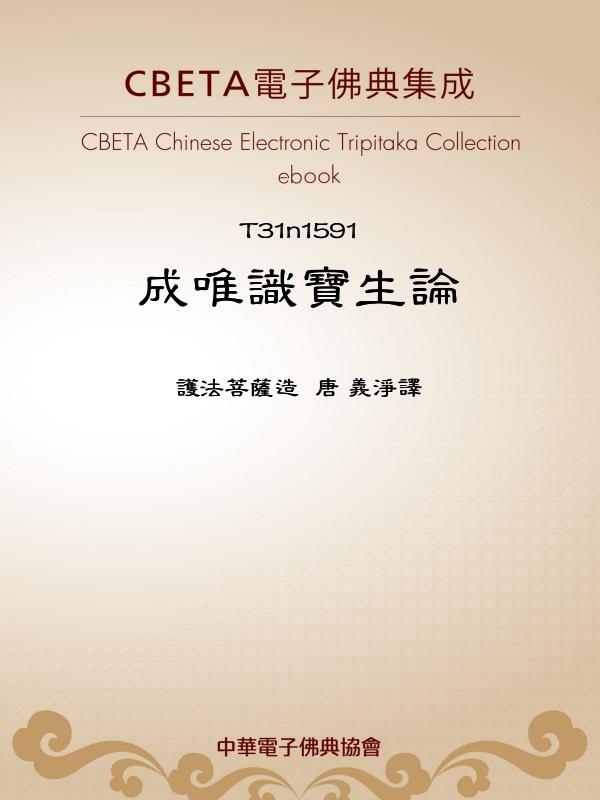 CBETA電子佛典集成
CBETA Chinese Electronic Tripitaka Collection
ebook
T31n1591
成唯識寶生論
護法菩薩造 唐 義淨譯
中華電子佛典協會